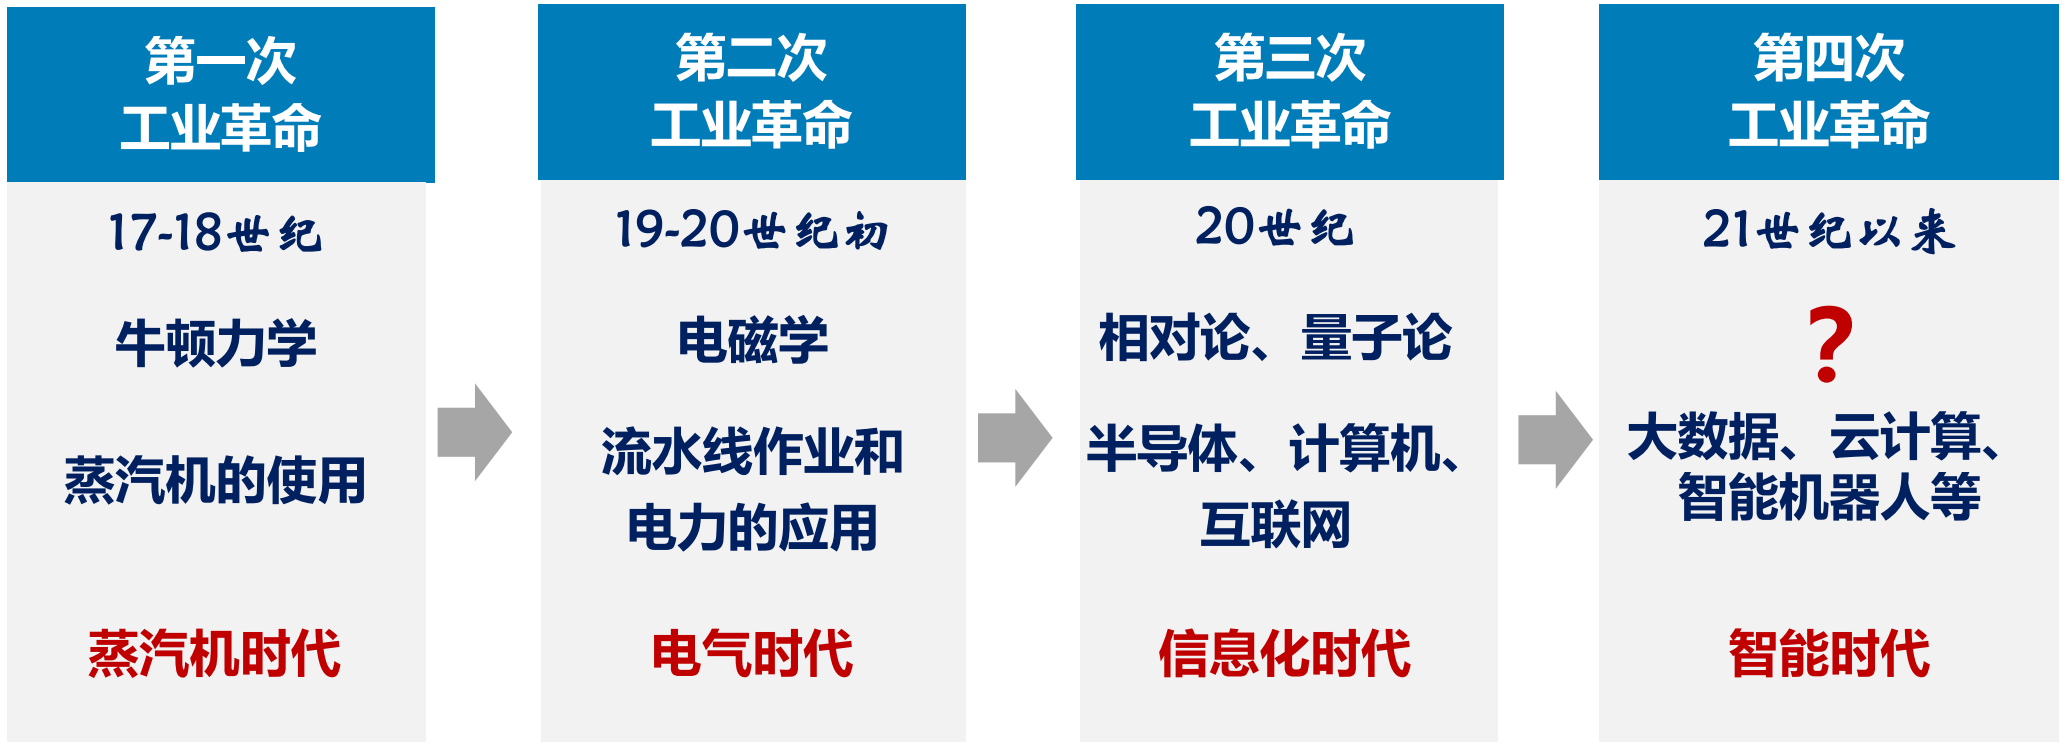 第一次
工业革命
17-18世纪
牛顿力学
蒸汽机的使用
蒸汽机时代
第二次
工业革命
19-20世纪初
电磁学
流水线作业和
电力的应用
电气时代
第三次
工业革命
20世纪
相对论、量子论
半导体、计算机、
互联网
信息化时代
第四次
工业革命
21世纪以来
?
大数据、云计算、
智能机器人等
智能时代